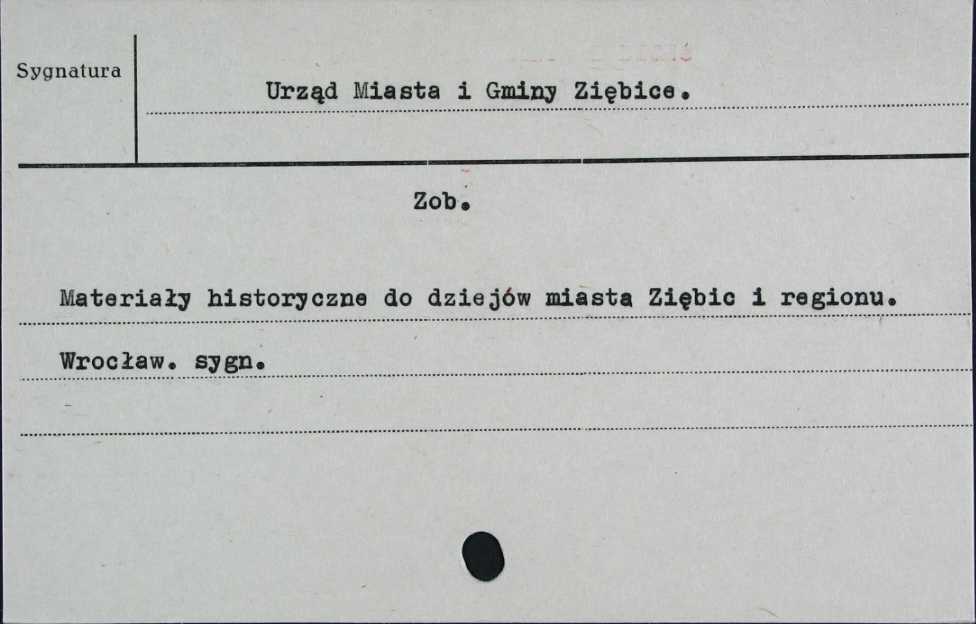 Sygnatura
Urząd Miasta i Gminy Ziębice.
Zob.
Materiały historyczne do dziejów miasta Ziębic i regionu.
Wrocław. sygn.